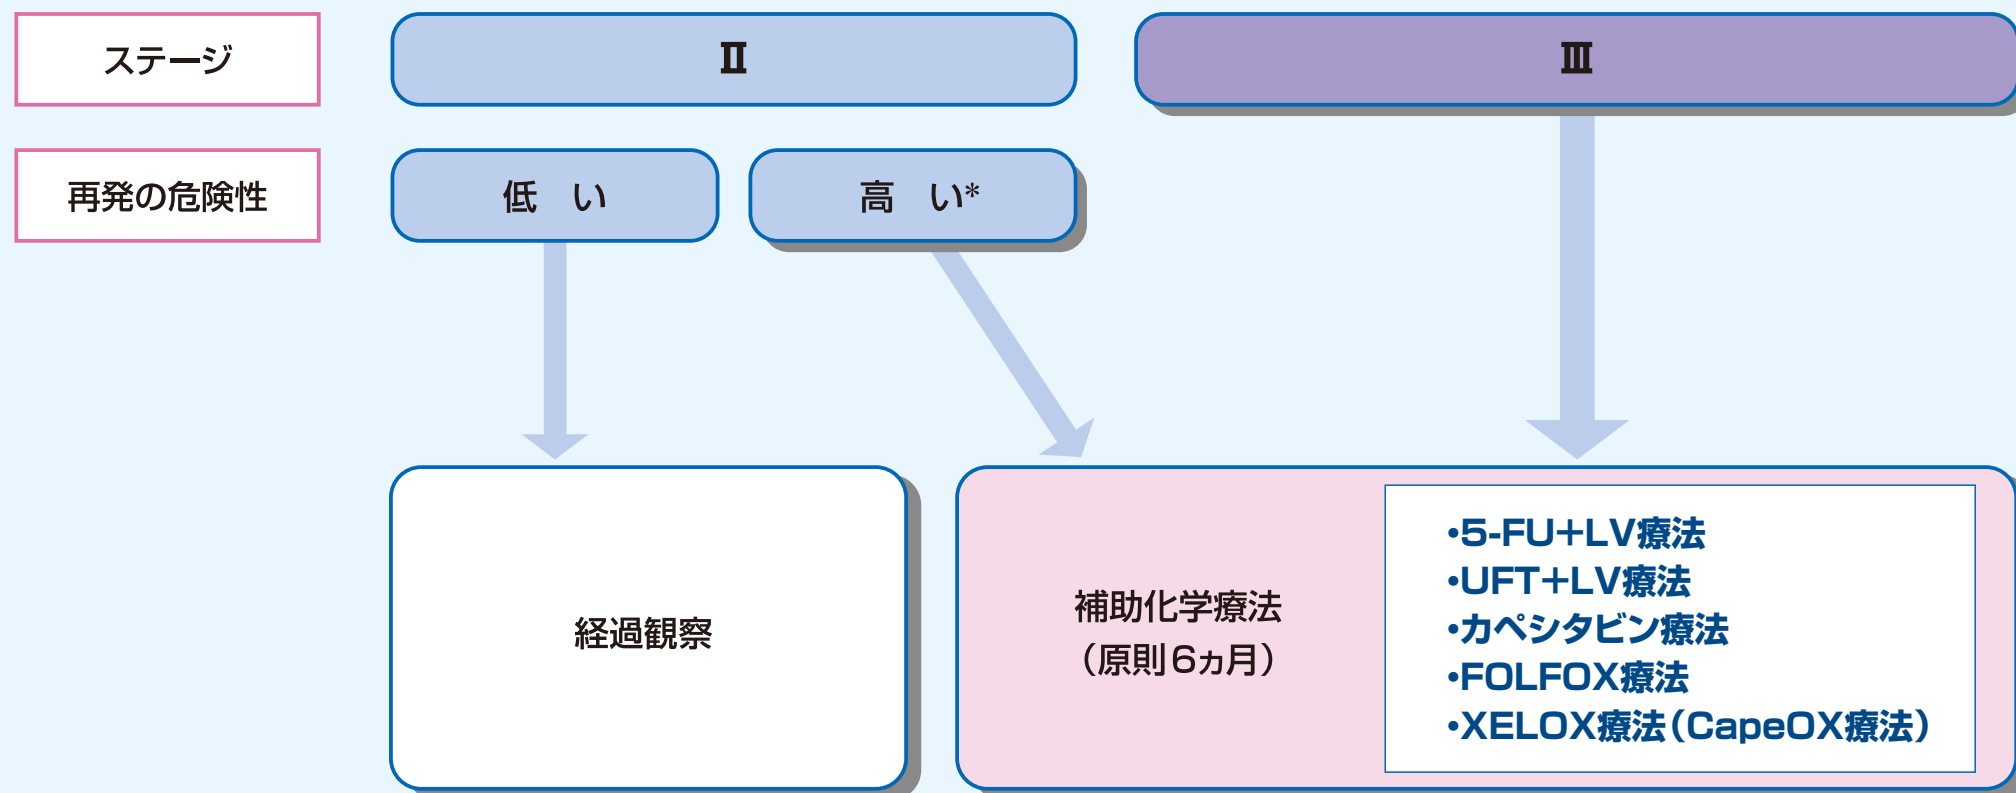 ステージ
Ⅱ
Ⅲ
再発の危険性
低　い
高　い*
経過観察
補助化学療法
（原則6ヵ月）
・5-FU+LV療法
・UFT+LV療法
・カペシタビン療法
・FOLFOX療法
・XELOX療法（CapeOX療法）